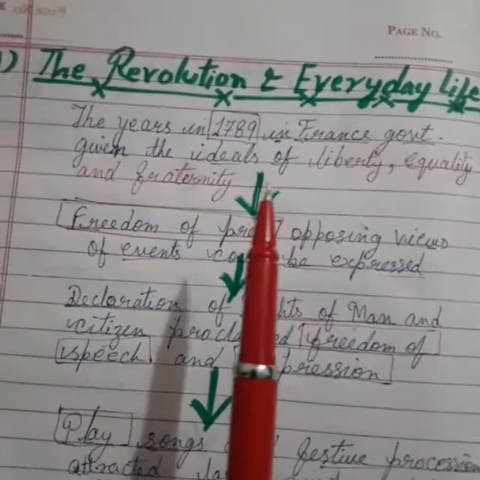 PAGE No.
1) The Revolution & Everyday Life
The years in 1789 in France govt.
given the ideals of liberty, equality
and fraternity
Freedom of opposing views
of events be expressed
Declaration of of Man and
citizen freedom of
speech and
Play songs festive procession
attracted